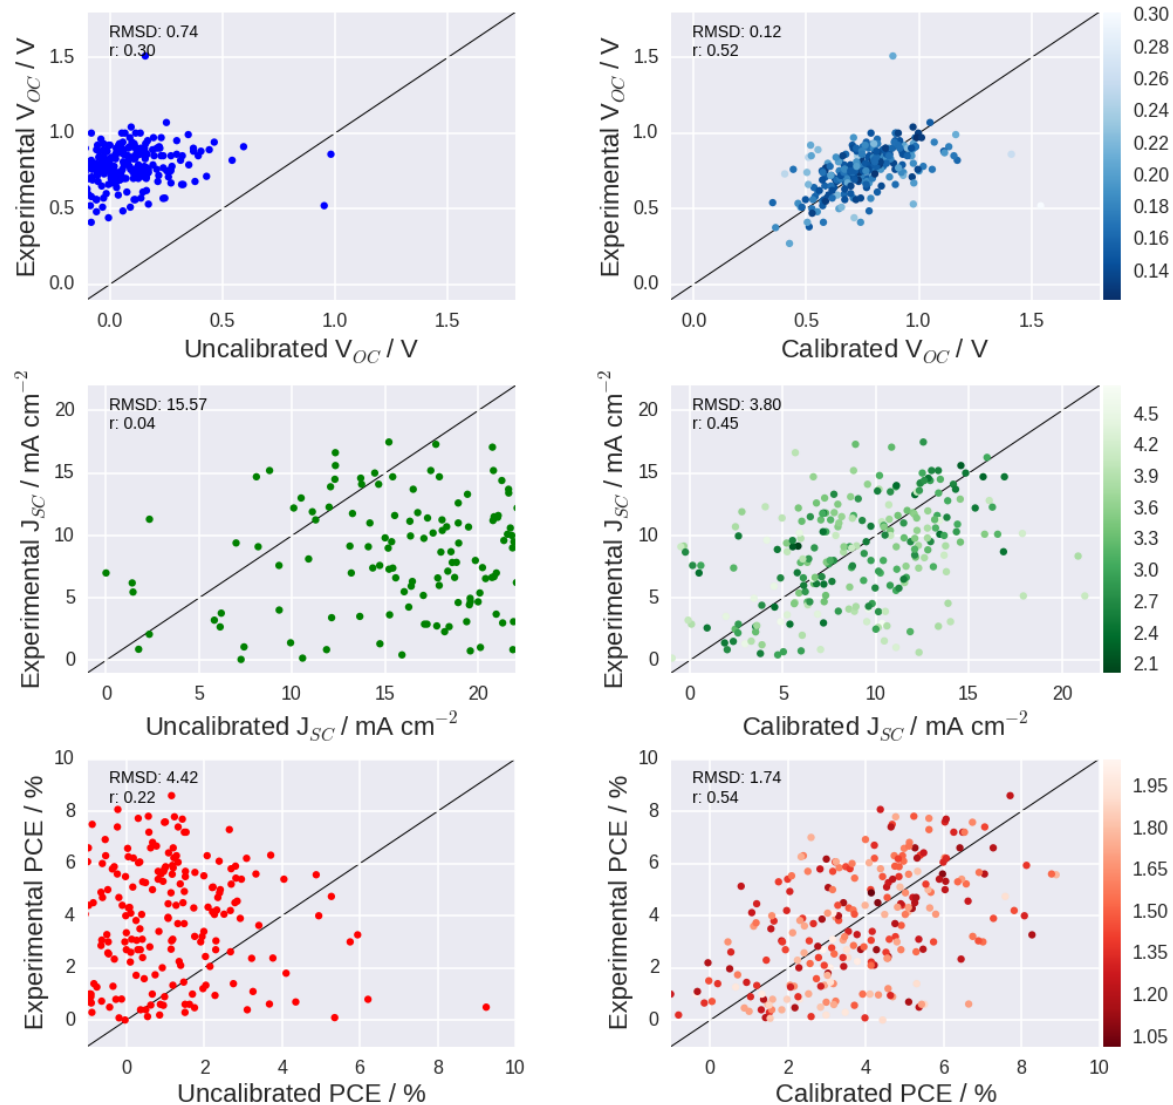 RMSD: 0.74
r: 0.30
1.5
1.0
0.5
0.0
Experimental V_OC / V
0.0 0.5 1.0 1.5
Uncalibrated V_OC / V
RMSD: 0.12
r: 0.52
1.5
1.0
0.5
0.0
Experimental V_OC / V
0.0 0.5 1.0 1.5
Calibrated V_OC / V
0.30
0.28
0.26
0.24
0.22
0.20
0.18
0.16
0.14
RMSD: 15.57
r: 0.04
20
15
10
5
0
Experimental J_SC / mA cm⁻²
0 5 10 15 20
Uncalibrated J_SC / mA cm⁻²
RMSD: 3.80
r: 0.45
20
15
10
5
0
Experimental J_SC / mA cm⁻²
0 5 10 15 20
Calibrated J_SC / mA cm⁻²
4.5
4.2
3.9
3.6
3.3
3.0
2.7
2.4
2.1
RMSD: 4.42
r: 0.22
10
8
6
4
2
0
Experimental PCE / %
0 2 4 6 8 10
Uncalibrated PCE / %
RMSD: 1.74
r: 0.54
10
8
6
4
2
0
Experimental PCE / %
0 2 4 6 8 10
Calibrated PCE / %
1.95
1.80
1.65
1.50
1.35
1.20
1.05